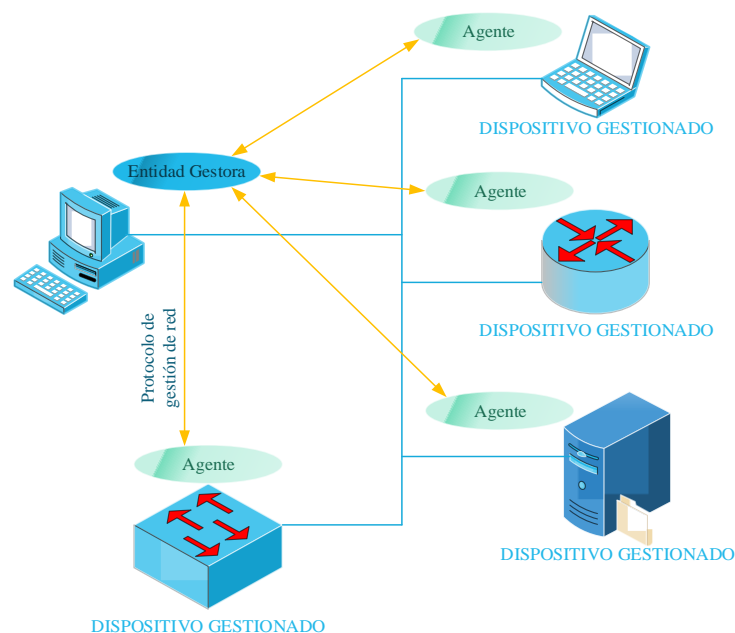 Agente
DISPOSITIVO GESTIONADO
Entidad Gestora
Agente
DISPOSITIVO GESTIONADO
Protocolo de
gestión de red
Agente
DISPOSITIVO GESTIONADO
Agente
DISPOSITIVO GESTIONADO